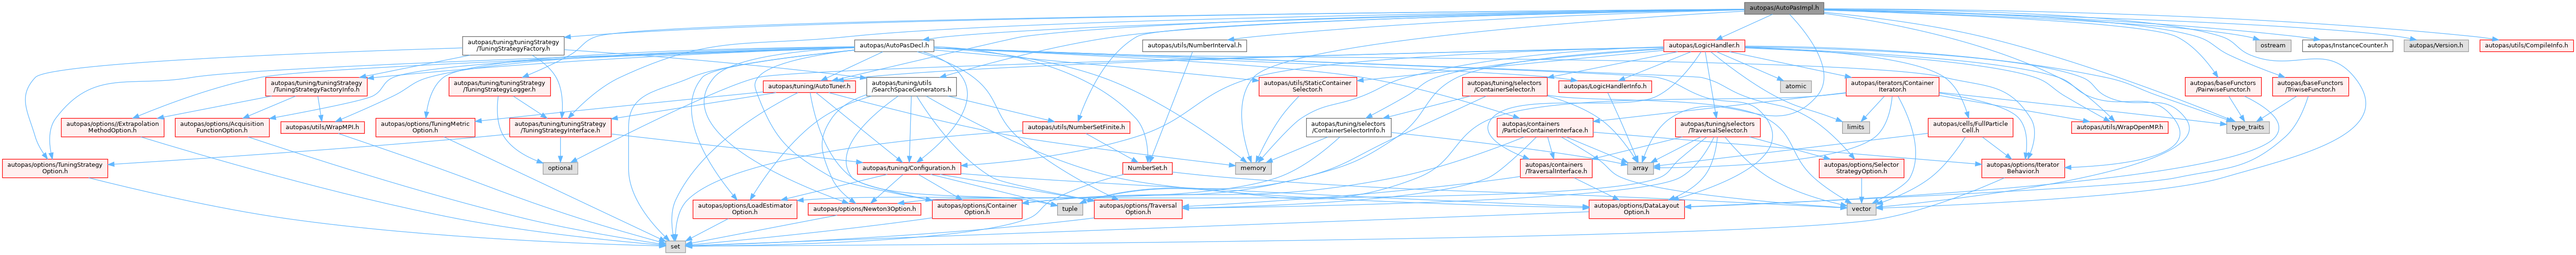 autopas/AutoPasImpl.h
autopas/tuning/tuningStrategy
/TuningStrategyFactory.h
autopas/AutoPasDecl.h
autopas/utils/NumberInterval.h
autopas/LogicHandler.h
ostream
autopas/InstanceCounter.h
autopas/Version.h
autopas/utils/CompileInfo.h
autopas/tuning/tuningStrategy
/TuningStrategyFactoryInfo.h
autopas/tuning/tuningStrategy
/TuningStrategyLogger.h
autopas/tuning/AutoTuner.h
autopas/tuning/utils
/SearchSpaceGenerators.h
autopas/utils/StaticContainer
Selector.h
autopas/tuning/selectors
/ContainerSelector.h
autopas/LogicHandlerInfo.h
atomic
autopas/iterators/Container
Iterator.h
autopas/baseFunctors
/PairwiseFunctor.h
autopas/baseFunctors
/TriwiseFunctor.h
autopas/options//Extrapolation
MethodOption.h
autopas/options/Acquisition
FunctionOption.h
autopas/utils/WrapMPI.h
autopas/options/TuningMetric
Option.h
autopas/tuning/tuningStrategy
/TuningStrategyInterface.h
autopas/utils/NumberSetFinite.h
autopas/tuning/selectors
/ContainerSelectorInfo.h
autopas/containers
/ParticleContainerInterface.h
autopas/tuning/selectors
/TraversalSelector.h
limits
autopas/cells/FullParticle
Cell.h
autopas/utils/WrapOpenMP.h
type_traits
autopas/options/TuningStrategy
Option.h
optional
autopas/tuning/Configuration.h
NumberSet.h
memory
autopas/containers
/TraversalInterface.h
array
autopas/options/Selector
StrategyOption.h
autopas/options/Iterator
Behavior.h
autopas/options/LoadEstimator
Option.h
autopas/options/Newton3Option.h
autopas/options/Container
Option.h
tuple
autopas/options/Traversal
Option.h
autopas/options/DataLayout
Option.h
vector
set